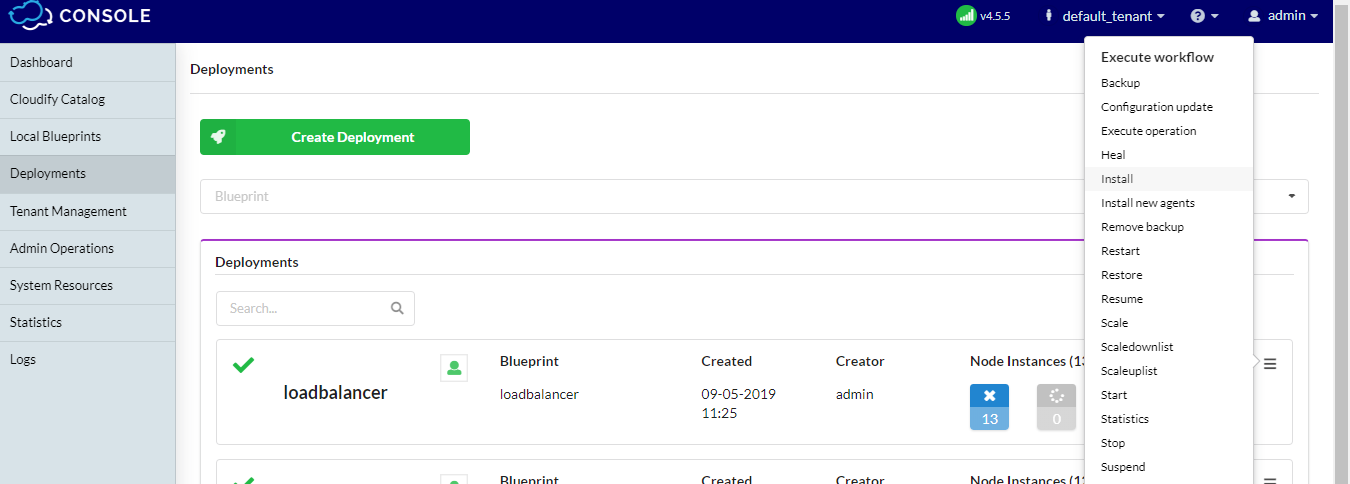 CONSOLE
v4.5.5
default_tenant
admin
Dashboard
Cloudify Catalog
Local Blueprints
Deployments
Tenant Management
Admin Operations
System Resources
Statistics
Logs
Deployments
Create Deployment
Blueprint
Deployments
Search...
loadbalancer
Blueprint
loadbalancer
Created
09-05-2019
11:25
Creator
admin
Node Instances (13
13
0
Blueprint
Created
Creator
Node Instances
Execute workflow
Backup
Configuration update
Execute operation
Heal
Install
Install new agents
Remove backup
Restart
Restore
Resume
Scale
Scaledownlist
Scaleuplist
Start
Statistics
Stop
Suspend